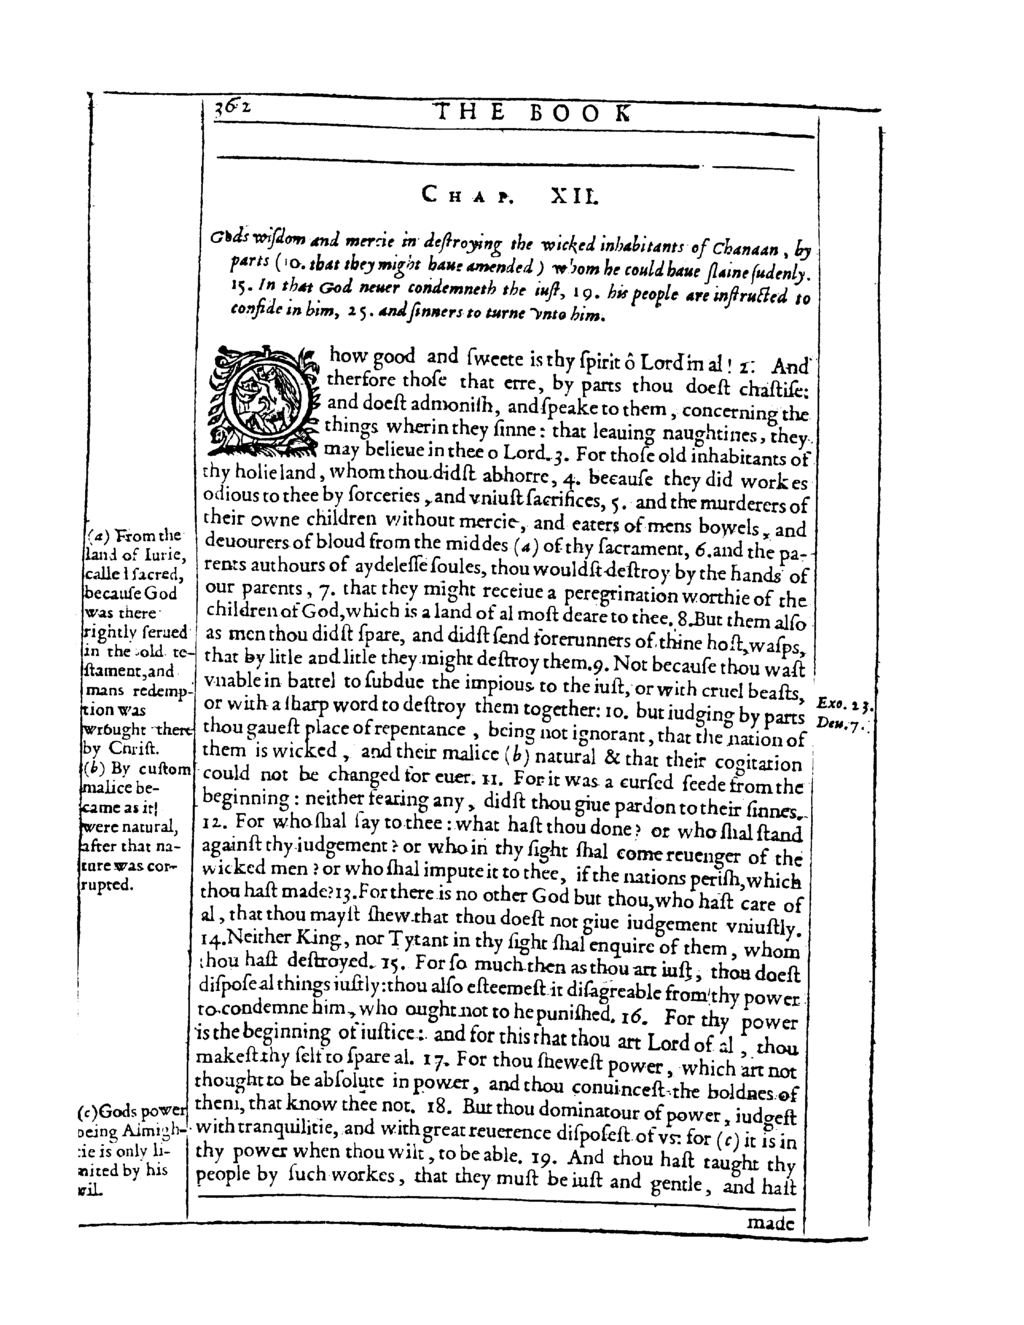 362 THE BOOK
CHAP. XII.
Gods wiſdom and mercie in deſtroying the wicked inhabitants of Chanaan, by
parts (10. that they might haue amended) whom he could haue ſlaine ſudenly.
15. In that God neuer condemneth the iuſt, 19. his people are inſtructed to
confide in him, 25. and ſinners to turne vnto him.
O how good and ſweete is thy ſpirit ô Lord in al! 2. And
therfore thoſe that erre, by parts thou doeſt chaſtiſe:
and doeſt admoniſh, and ſpeake to them, concerning the
things wherin they ſinne: that leauing naughtines, they
may belieue in thee o Lord. 3. For thoſe old inhabitants of
thy holie land, whom thou didſt abhorre, 4. becauſe they did workes
odious to thee by ſorceries, and vniuſt ſacrifices, 5. and the murderers of
their owne children without mercie, and eaters of mens bowels, and
deuourers of bloud from the middes (a) of thy ſacrament, 6. and the pa-
rents authours of aydeleſſe ſoules, thou wouldſt deſtroy by the hands of
our parents, 7. that they might receiue a peregrination worthie of the
children of God, which is a land of al moſt deare to thee. 8. But them alſo
as men thou didſt ſpare, and didſt ſend forerunners of thine hoſt, waſps,
that by litle and litle they might deſtroy them. 9. Not becauſe thou waſt
vnable in battel to ſubdue the impious to the iuſt, or with cruel beaſts,
or with a ſharp word to deſtroy them together: 10. but iudging by parts
thou gaueſt place of repentance, being not ignorant, that the nation of
them is wicked, and their malice (b) natural & that their cogitation
could not be changed for euer. 11. For it was a curſed ſeede from the
beginning: neither fearing any, didſt thou giue pardon to their ſinnes.
12. For who ſhal ſay to thee: what haſt thou done? or who ſhal ſtand
againſt thy iudgement? or who in thy ſight ſhal come reuenger of the
wicked men? or who ſhal impute it to thee, if the nations periſh, which
thou haſt made? 13. For there is no other God but thou, who haſt care of
al, that thou mayſt ſhew that thou doeſt not giue iudgement vniuſtly.
14. Neither King, nor Tytant in thy ſight ſhal enquire of them, whom
thou haſt deſtroyed. 15. For ſo much then as thou art iuſt, thou doeſt
diſpoſe al things iuſtly: thou alſo eſteemeſt it diſagreable from thy power
to condemne him, who ought not to be puniſhed. 16. For thy power
is the beginning of iuſtice: and for this that thou art Lord of al, thou
makeſt thy ſelf to ſpare al. 17. For thou ſheweſt power, which art not
thought to be abſolute in power, and thou conuinceſt the boldnes of
them, that know thee not. 18. But thou dominatour of power, iudgeſt
with tranquilitie, and with great reuerence diſpoſeſt of vs: for (c) it is in
thy power when thou wilt, to be able. 19. And thou haſt taught thy
people by ſuch workes, that they muſt be iuſt and gentle, and haſt
made
(a) From the
land of Iurie,
called ſacred,
becauſe God
was there
rightly ſerued
in the old te-
ſtament, and
mans redemp-
tion was
wrought there
by Chriſt.
(b) By cuſtom
malice be-
came as it
were natural,
after that na-
ture was cor-
rupted.
(c) Gods power
being Almigh-
tie is only li-
mited by his
wil.
Exo. 23.
Deu. 7.